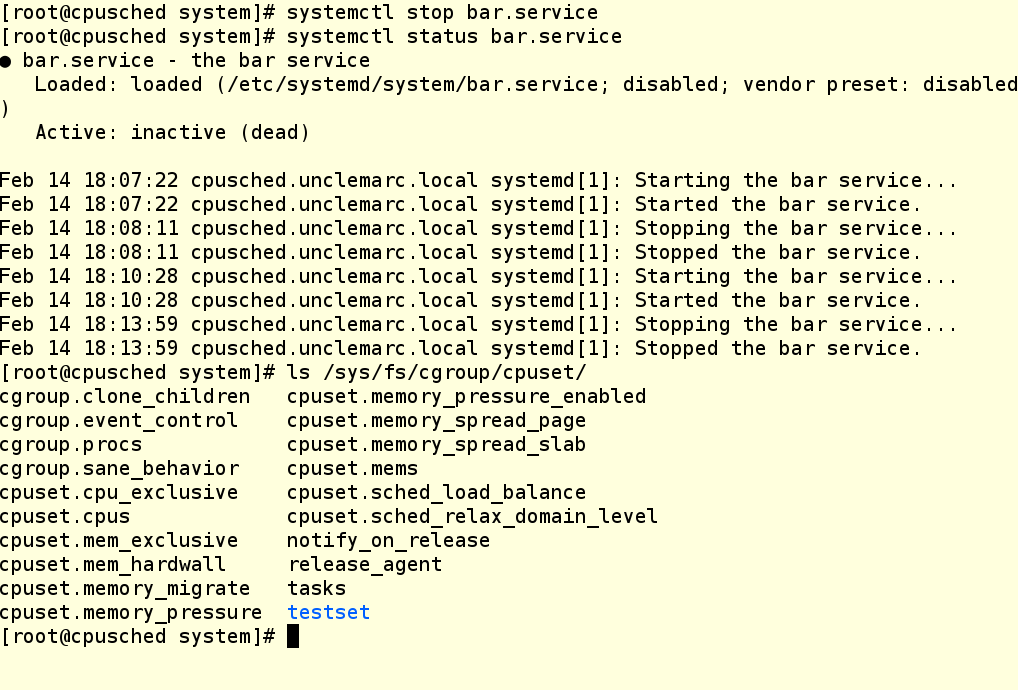 [root@cpusched system]# systemctl stop bar.service
[root@cpusched system]# systemctl status bar.service
● bar.service - the bar service
   Loaded: loaded (/etc/systemd/system/bar.service; disabled; vendor preset: disabled
)
   Active: inactive (dead)

Feb 14 18:07:22 cpusched.unclemarc.local systemd[1]: Starting the bar service...
Feb 14 18:07:22 cpusched.unclemarc.local systemd[1]: Started the bar service.
Feb 14 18:08:11 cpusched.unclemarc.local systemd[1]: Stopping the bar service...
Feb 14 18:08:11 cpusched.unclemarc.local systemd[1]: Stopped the bar service.
Feb 14 18:10:28 cpusched.unclemarc.local systemd[1]: Starting the bar service...
Feb 14 18:10:28 cpusched.unclemarc.local systemd[1]: Started the bar service.
Feb 14 18:13:59 cpusched.unclemarc.local systemd[1]: Stopping the bar service...
Feb 14 18:13:59 cpusched.unclemarc.local systemd[1]: Stopped the bar service.
[root@cpusched system]# ls /sys/fs/cgroup/cpuset/
cgroup.clone_children   cpuset.memory_pressure_enabled
cgroup.event_control    cpuset.memory_spread_page
cgroup.procs            cpuset.memory_spread_slab
cgroup.sane_behavior    cpuset.mems
cpuset.cpu_exclusive    cpuset.sched_load_balance
cpuset.cpus             cpuset.sched_relax_domain_level
cpuset.mem_exclusive    notify_on_release
cpuset.mem_hardwall     release_agent
cpuset.memory_migrate   tasks
cpuset.memory_pressure  testset
[root@cpusched system]#